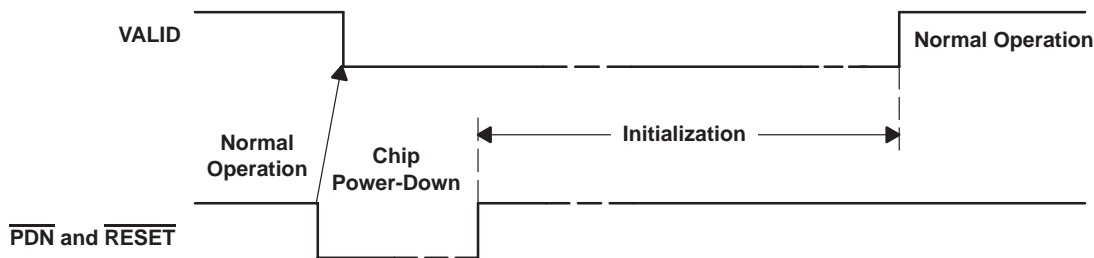 VALID
Normal Operation
Initialization
Normal
Operation
Chip
Power-Down
PDN and RESET